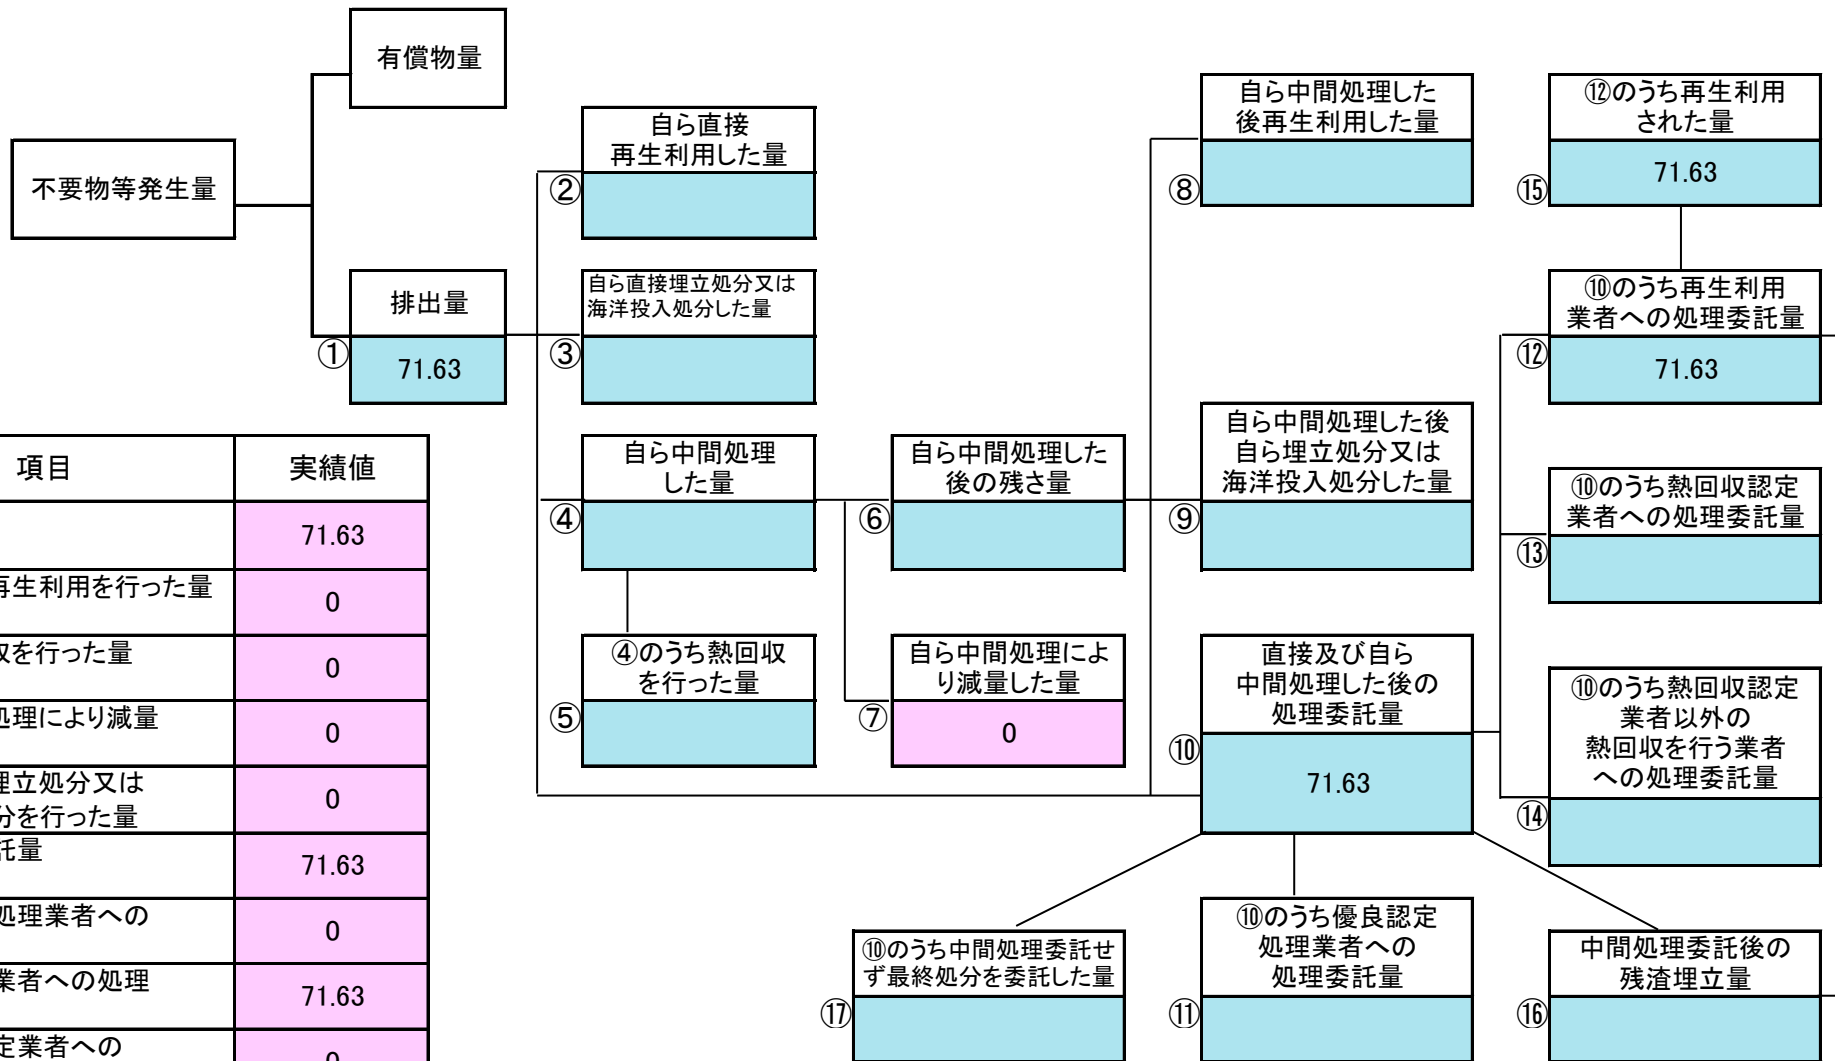 有償物量
不要物等発生量
排出量
①
71.63
自ら直接
再生利用した量
②
自ら直接埋立処分又は
海洋投入処分した量
③
自ら中間処理
した量
④
④のうち熱回収
を行った量
⑤
自ら中間処理した
後の残さ量
⑥
自ら中間処理によ
り減量した量
⑦
0
自ら中間処理した
後再生利用した量
⑧
自ら中間処理した後
自ら埋立処分又は
海洋投入処分した量
⑨
直接及び自ら
中間処理した後の
処理委託量
⑩
71.63
⑫のうち再生利用
された量
⑮
71.63
⑩のうち再生利用
業者への処理委託量
⑫
71.63
⑩のうち熱回収認定
業者への処理委託量
⑬
⑩のうち熱回収認定
業者以外の
熱回収を行う業者
への処理委託量
⑭
⑩のうち中間処理委託せ
ず最終処分を委託した量
⑰
⑩のうち優良認定
処理業者への
処理委託量
⑪
中間処理委託後の
残渣埋立量
⑯
項目 実績値
71.63
再生利用を行った量 0
収を行った量 0
処理により減量 0
埋立処分又は
分を行った量 0
託量 71.63
処理業者への 0
業者への処理 71.63
定業者への 0